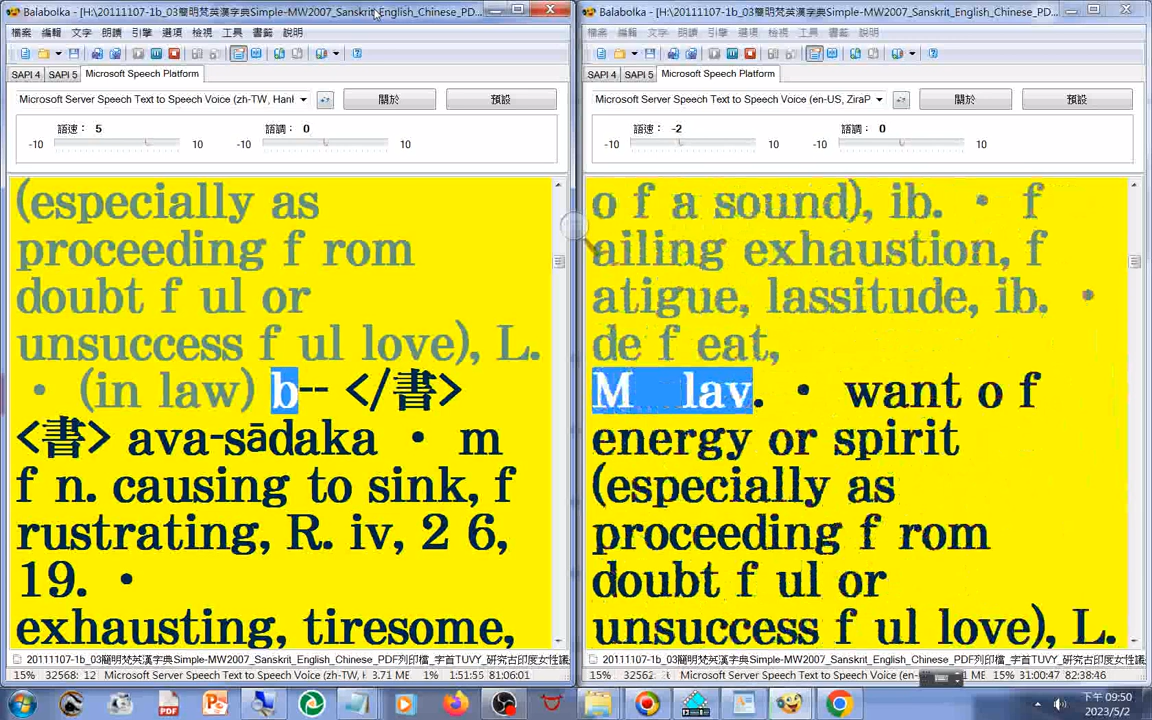 Balabolka - [H:\20111107-1b_03簡明梵英漢字典Simple-MW2007_Sanskrit_English_Chinese_PD...
檔案 編輯 文字 朗讀 引擎 選項 檢視 工具 書籤 說明
SAPI 4 SAPI 5 Microsoft Speech Platform
Microsoft Server Speech Text to Speech Voice (zh-TW, Hanl
關於
預設
語速: 5 語調: 0
-10 10 -10 10
(especially as
proceeding f rom
doubt f ul or
unsuccess f ul love), L.
• (in law) b-- </書>
<書> ava-sādaka • m
f n. causing to sink, f
rustrating, R. iv, 2 6,
19. •
exhausting, tiresome,
20111107-1b_03簡明梵英漢字典Simple-MW2007_Sanskrit_English_Chinese_PDF列印檔_字首TUVY_研究古印度女性議
15% 32568: 12 Microsoft Server Speech Text to Speech Voice (zh-TW, 3.71 ME 1% 1:51:55 81:06:01
Balabolka - [H:\20111107-1b_03簡明梵英漢字典Simple-MW2007_Sanskrit_English_Chinese_PD...
檔案 編輯 文字 朗讀 引擎 選項 檢視 工具 書籤 說明
SAPI 4 SAPI 5 Microsoft Speech Platform
Microsoft Server Speech Text to Speech Voice (en-US, ZiraP
關於
預設
語速: -2 語調: 0
-10 10 -10 10
o f a sound), ib. • f
ailing exhaustion, f
atigue, lassitude, ib. •
de f eat,
M lav. • want o f
energy or spirit
(especially as
proceeding f rom
doubt f ul or
unsuccess f ul love), L.
20111107-1b_03簡明梵英漢字典Simple-MW2007_Sanskrit_English_Chinese_PDF列印檔_字首TUVY_研究古印度女性議
15% 32562: Microsoft Server Speech Text to Speech Voice (en-US, 15% 31:00:47 82:38:46
下午 09:50
2023/5/2